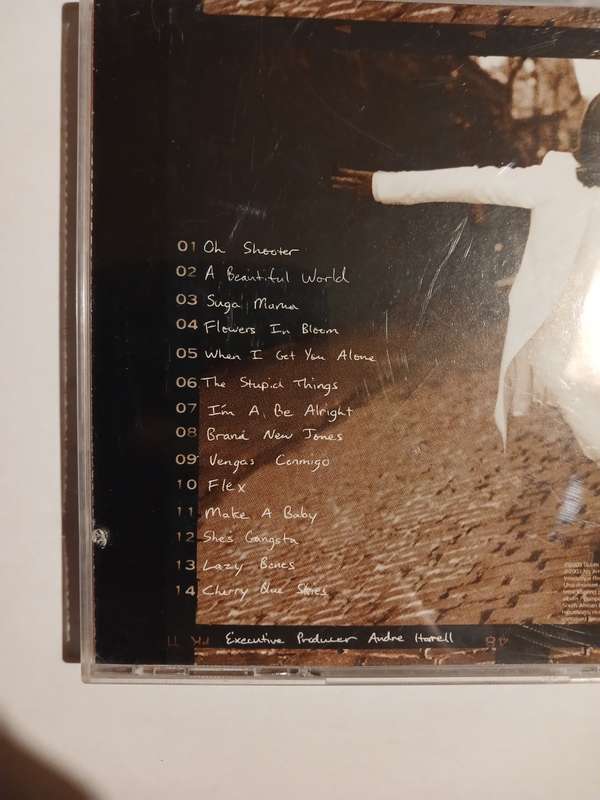 01 Oh Shooter
02 A Beautiful World
03 Suga Mama
04 Flowers In Bloom
05 When I Get You Alone
06 The Stupid Things
07 I'm A Be Alright
08 Brand New Jones
09 Vengas Conmigo
10 Flex
11 Make A Baby
12 She's Gangsta
13 Lazy Bones
14 Cherry Blue Skies
Executive Producer Andre Harrell
48